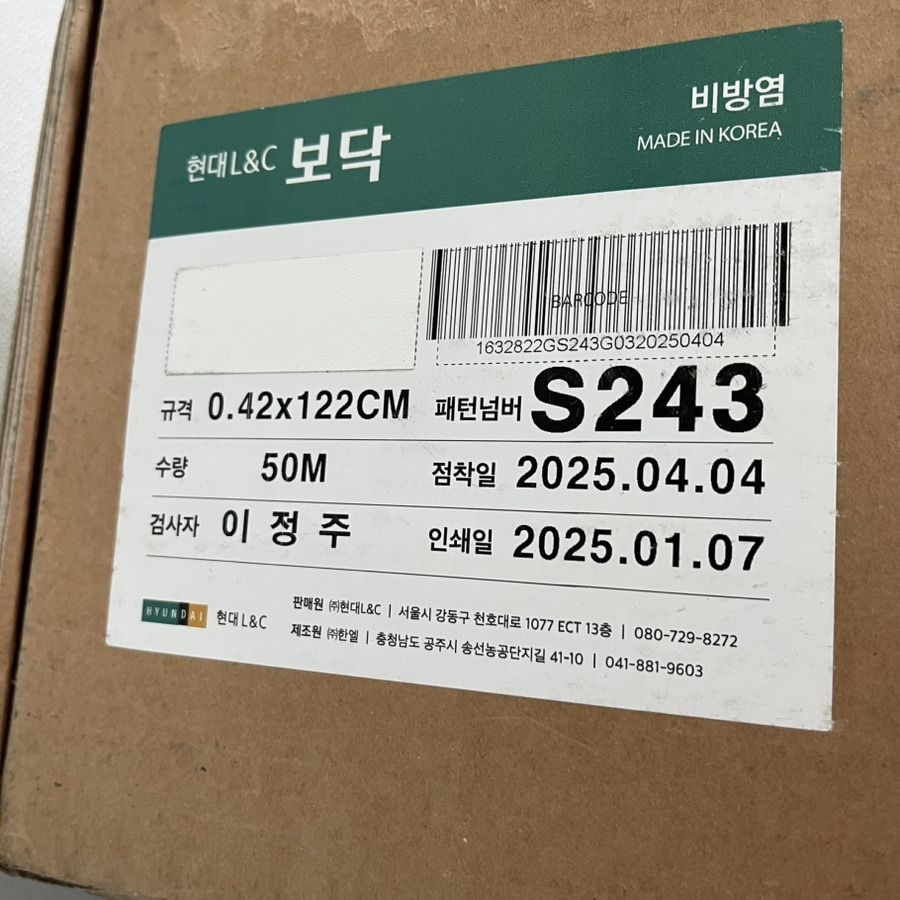 현대 L&C 보닥
비방염
MADE IN KOREA
BARCODE
1632822GS243G0320250404
규격 0.42x122CM
패턴넘버 S243
수량 50M
점착일 2025.04.04
검사자 이 정 주
인쇄일 2025.01.07
HYUNDAI 현대 L&C
판매원 ㈜현대L&C | 서울시 강동구 천호대로 1077 ECT 13층 | 080-729-8272
제조원 ㈜한엘 | 충청남도 공주시 송선농공단지길 41-10 | 041-881-9603